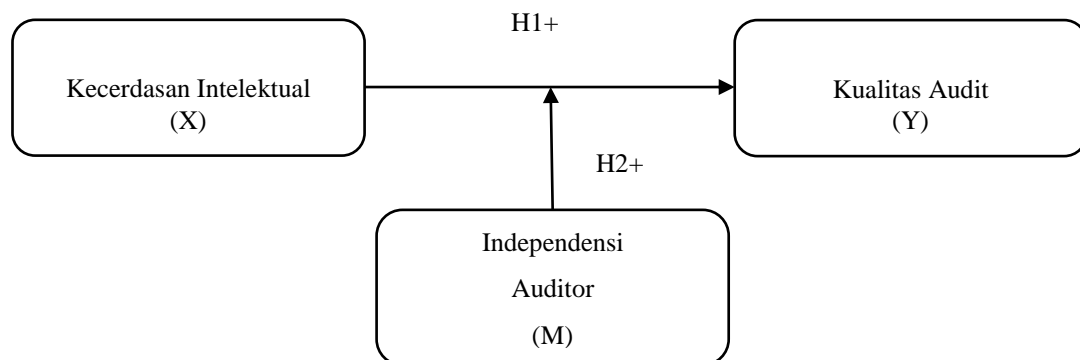 H1+
Kecerdasan Intelektual
(X)
Kualitas Audit
(Y)
H2+
Independensi
Auditor
(M)